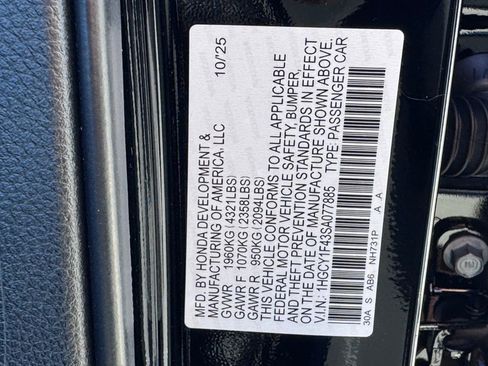 MFD. BY HONDA DEVELOPMENT & 10/25
MANUFACTURING OF AMERICA, LLC
GVWR 1960KG (4321LBS)
GAWR F 1070KG (2358LBS)
GAWR R 950KG (2094LBS)
THIS VEHICLE CONFORMS TO ALL APPLICABLE
FEDERAL MOTOR VEHICLE SAFETY, BUMPER,
AND THEFT PREVENTION STANDARDS IN EFFECT
ON THE DATE OF MANUFACTURE SHOWN ABOVE.
V.I.N.: 1HGCY1F43SA077885 TYPE: PASSENGER CAR
30A S AB6 NH731P A A